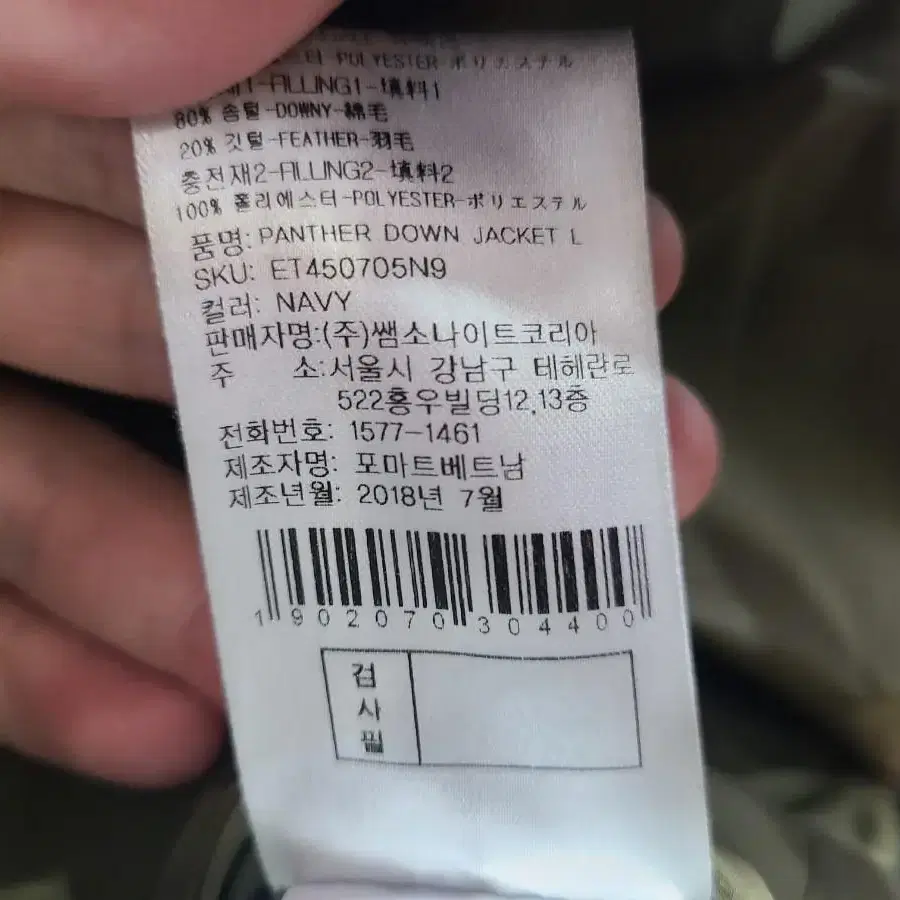 POLYESTER-ポリエステル
1-FILLING1-填料1
80% 솜털-DOWNY-綿毛
20% 깃털-FEATHER-羽毛
충전재2-FILLING2-填料2
100% 폴리에스터-POLYESTER-ポリエステル
품명: PANTHER DOWN JACKET L
SKU: ET450705N9
컬러: NAVY
판매자명:(주)쌤소나이트코리아
주 소:서울시 강남구 테헤란로
522홍우빌딩12,13층
전화번호: 1577-1461
제조자명: 포마트베트남
제조년월: 2018년 7월
1 902070 304400
검
사
필